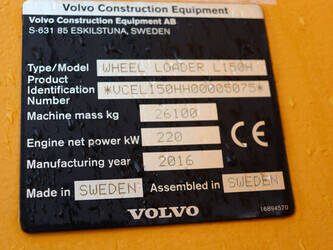 Volvo Construction Equipment
Volvo Construction Equipment AB
S-631 85 ESKILSTUNA, SWEDEN
Type/Model WHEEL LOADER L150H
Product
Identification *VCEL150HH00005075*
Number
Machine mass kg 26100
Engine net power kW 220
Manufacturing year 2016
CE
Made in SWEDEN Assembled in SWEDEN
VOLVO
16894570